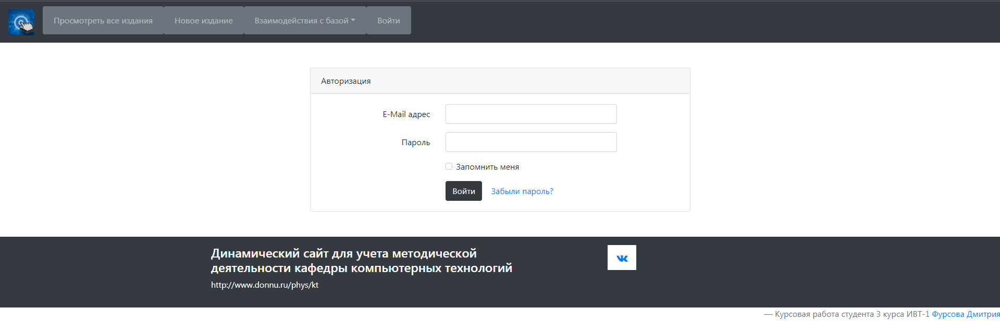 Просмотреть все издания Новое издание Взаимодействия с базой Войти
Авторизация
E-Mail адрес
Пароль
Запомнить меня
Войти Забыли пароль?
Динамический сайт для учета методической
деятельности кафедры компьютерных технологий
http://www.donnu.ru/phys/kt
— Курсовая работа студента 3 курса ИВТ-1 Фурсова Дмитрия